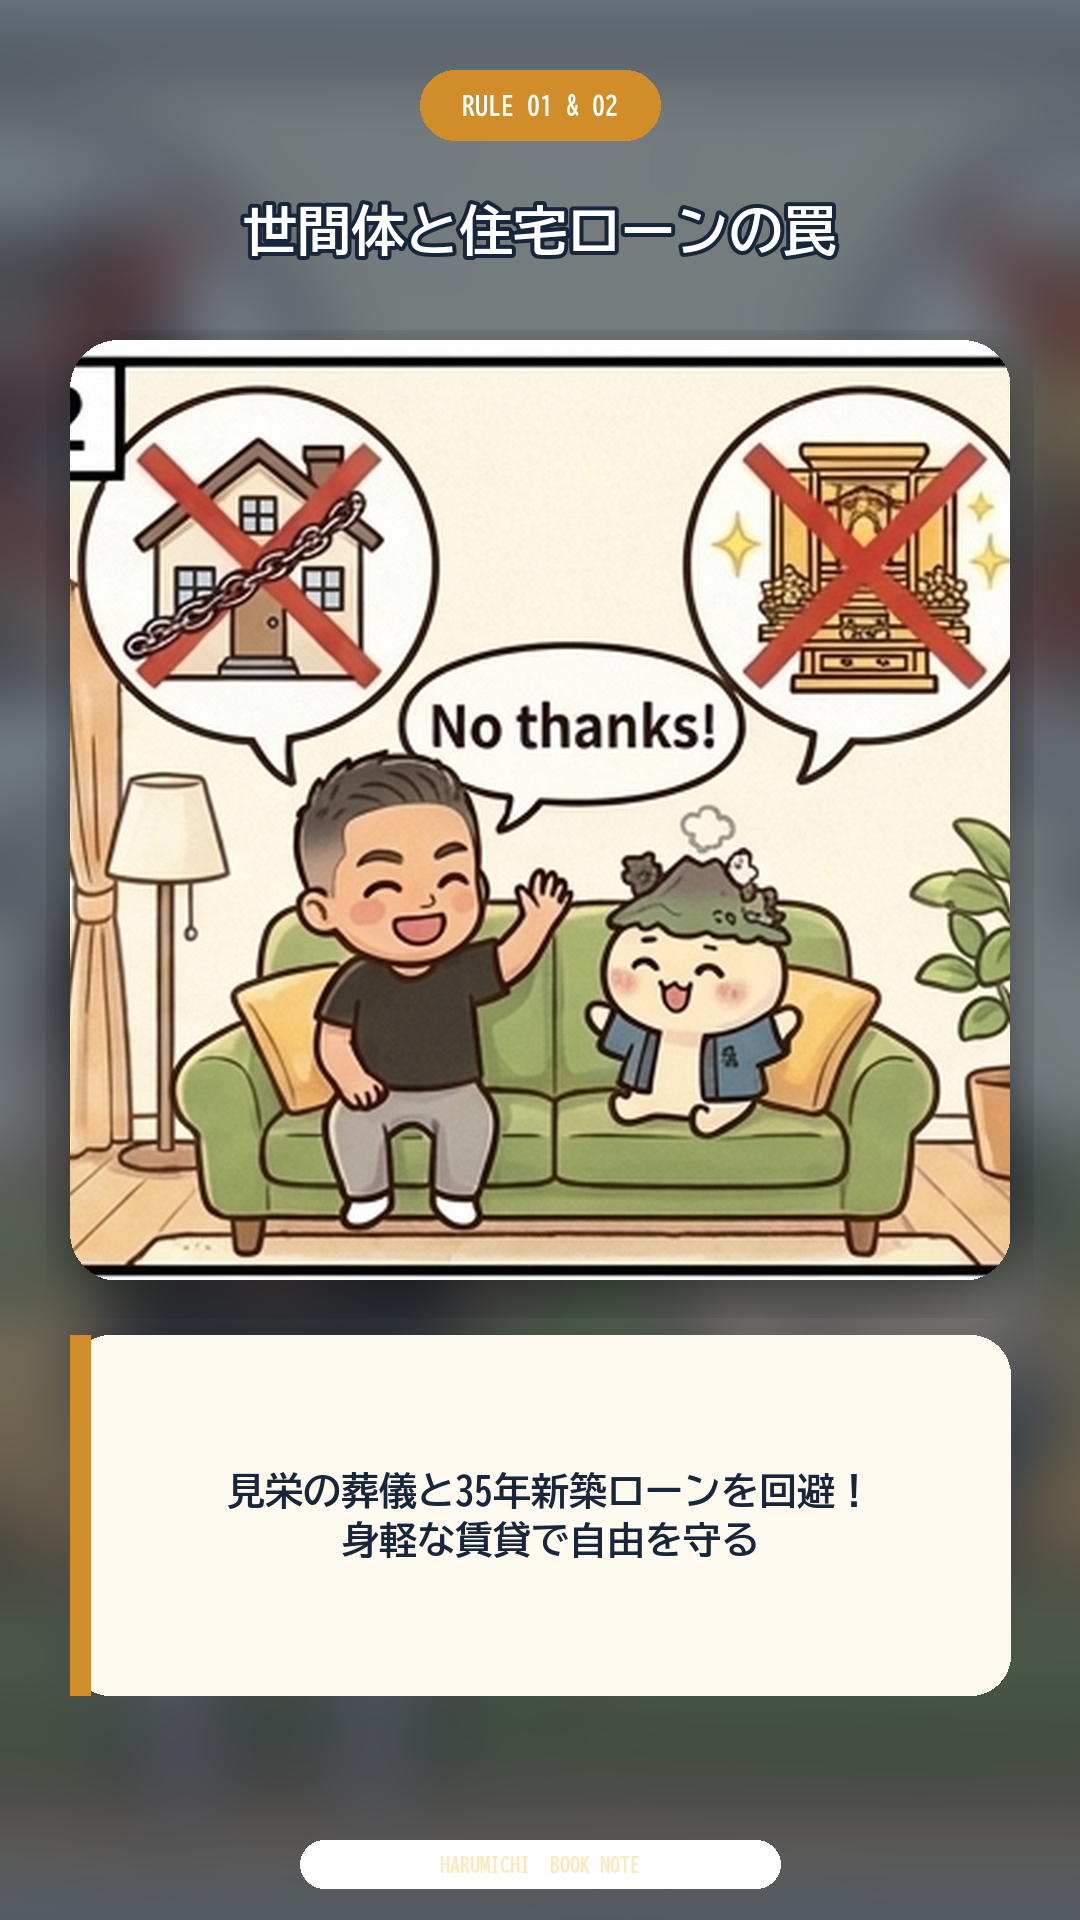 RULE 01 & 02
世間体と住宅ローンの罠
2
No thanks!
見栄の葬儀と35年新築ローンを回避！
身軽な賃貸で自由を守る
HARUMICHI BOOK NOTE